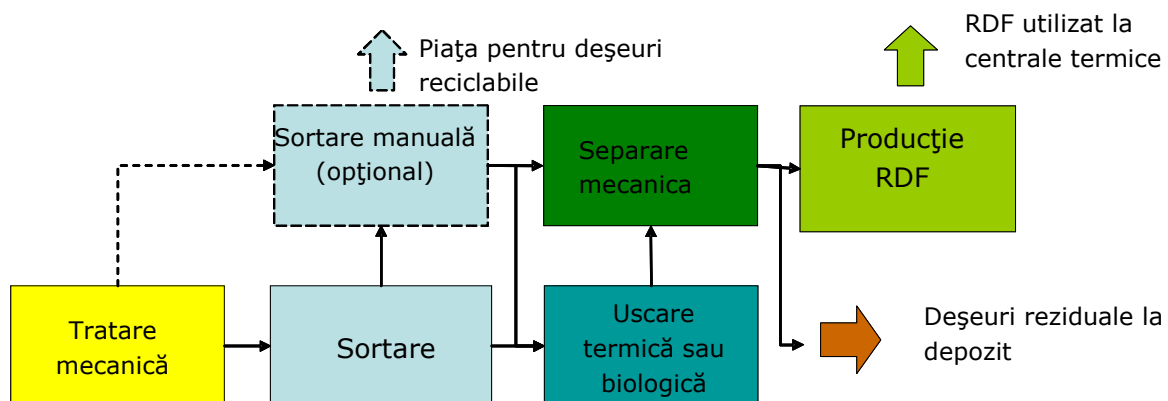 Piaţa pentru deşeuri
reciclabile
RDF utilizat la
centrale termice
Sortare manuală
(opţional)
Separare
mecanica
Producţie
RDF
Tratare
mecanică
Sortare
Uscare
termică sau
biologică
Deşeuri reziduale la
depozit